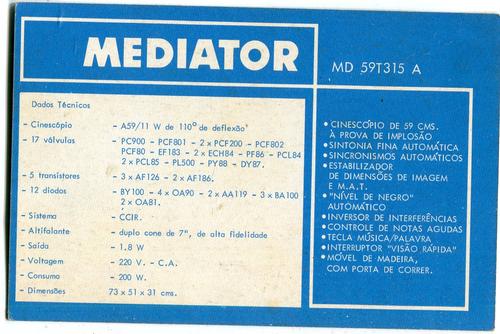 MEDIATOR
MD 59T315 A
Dados Técnicos
- Cinescópio - A59/11 W de 110° de deflexão
- 17 válvulas - PC900 - PCF801 - 2 x PCF200 - PCF802
PCF80 - EF183 - 2 x ECH84 - PF86 - PCL84
2 x PCL85 - PL500 - PY88 - DY87.
- 5 transistores - 3 x AF126 - 2 x AF186.
- 12 diodos - BY100 - 4 x OA90 - 2 x AA119 - 3 x BA100
2 x OA81.
- Sistema - CCIR.
- Altifalante - duplo cone de 7", de alta fidelidade
- Saída - 1.8 W
- Voltagem - 220 V. - C.A.
- Consumo - 200 W.
- Dimensões 73 x 51 x 31 cms.
• CINESCÓPIO DE 59 CMS.
À PROVA DE IMPLOSÃO
• SINTONIA FINA AUTOMÁTICA
• SINCRONISMOS AUTOMÁTICOS
• ESTABILIZADOR
DE DIMENSÕES DE IMAGEM
E M.A.T.
• "NÍVEL DE NEGRO"
AUTOMÁTICO
• INVERSOR DE INTERFERÊNCIAS
• CONTROLE DE NOTAS AGUDAS
• TECLA MÚSICA/PALAVRA
• INTERRUPTOR "VISÃO RÁPIDA"
• MÓVEL DE MADEIRA,
COM PORTA DE CORRER.